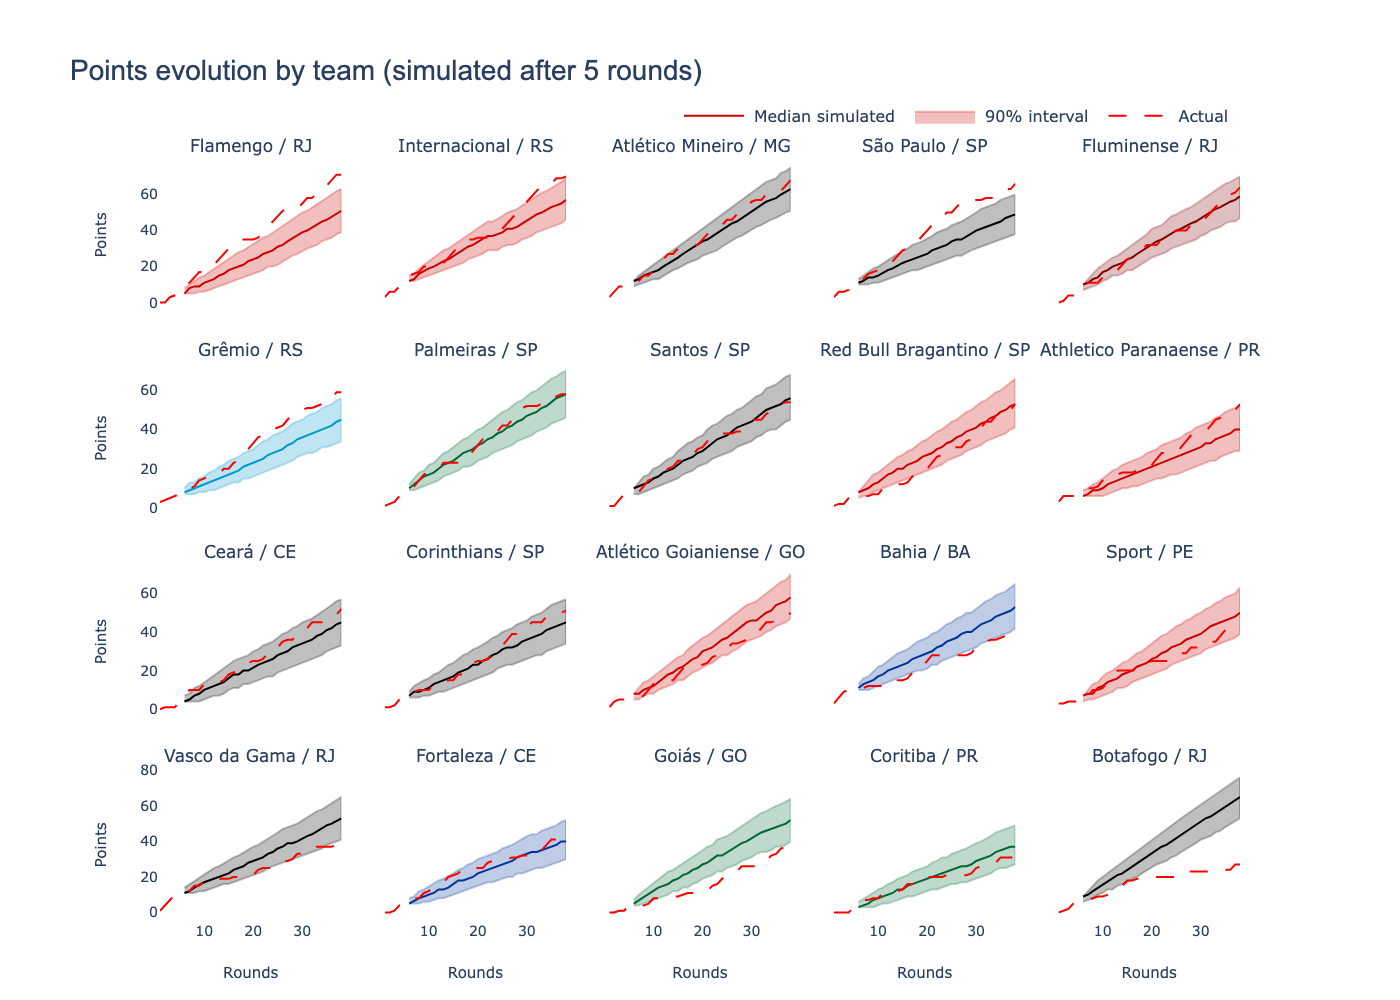 Points evolution by team (simulated after 5 rounds)
Median simulated 90% interval Actual
Flamengo / RJ Internacional / RS Atlético Mineiro / MG São Paulo / SP Fluminense / RJ
60
40
20
0
Points
Grêmio / RS Palmeiras / SP Santos / SP Red Bull Bragantino / SP Athletico Paranaense / PR
60
40
20
0
Points
Ceará / CE Corinthians / SP Atlético Goianiense / GO Bahia / BA Sport / PE
60
40
20
0
Points
Vasco da Gama / RJ Fortaleza / CE Goiás / GO Coritiba / PR Botafogo / RJ
80
60
40
20
0
Points
10 20 30 10 20 30 10 20 30 10 20 30 10 20 30
Rounds Rounds Rounds Rounds Rounds